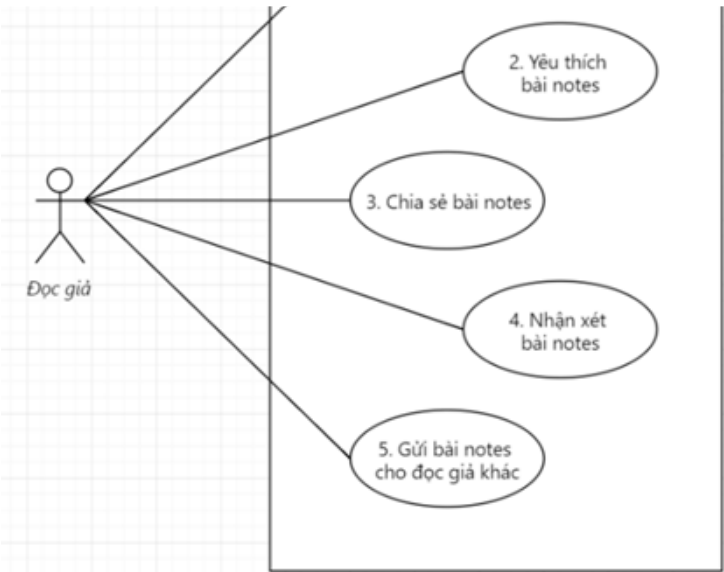 2. Yêu thích
bài notes
3. Chia sẻ bài notes
Đọc giả
4. Nhận xét
bài notes
5. Gửi bài notes
cho đọc giả khác